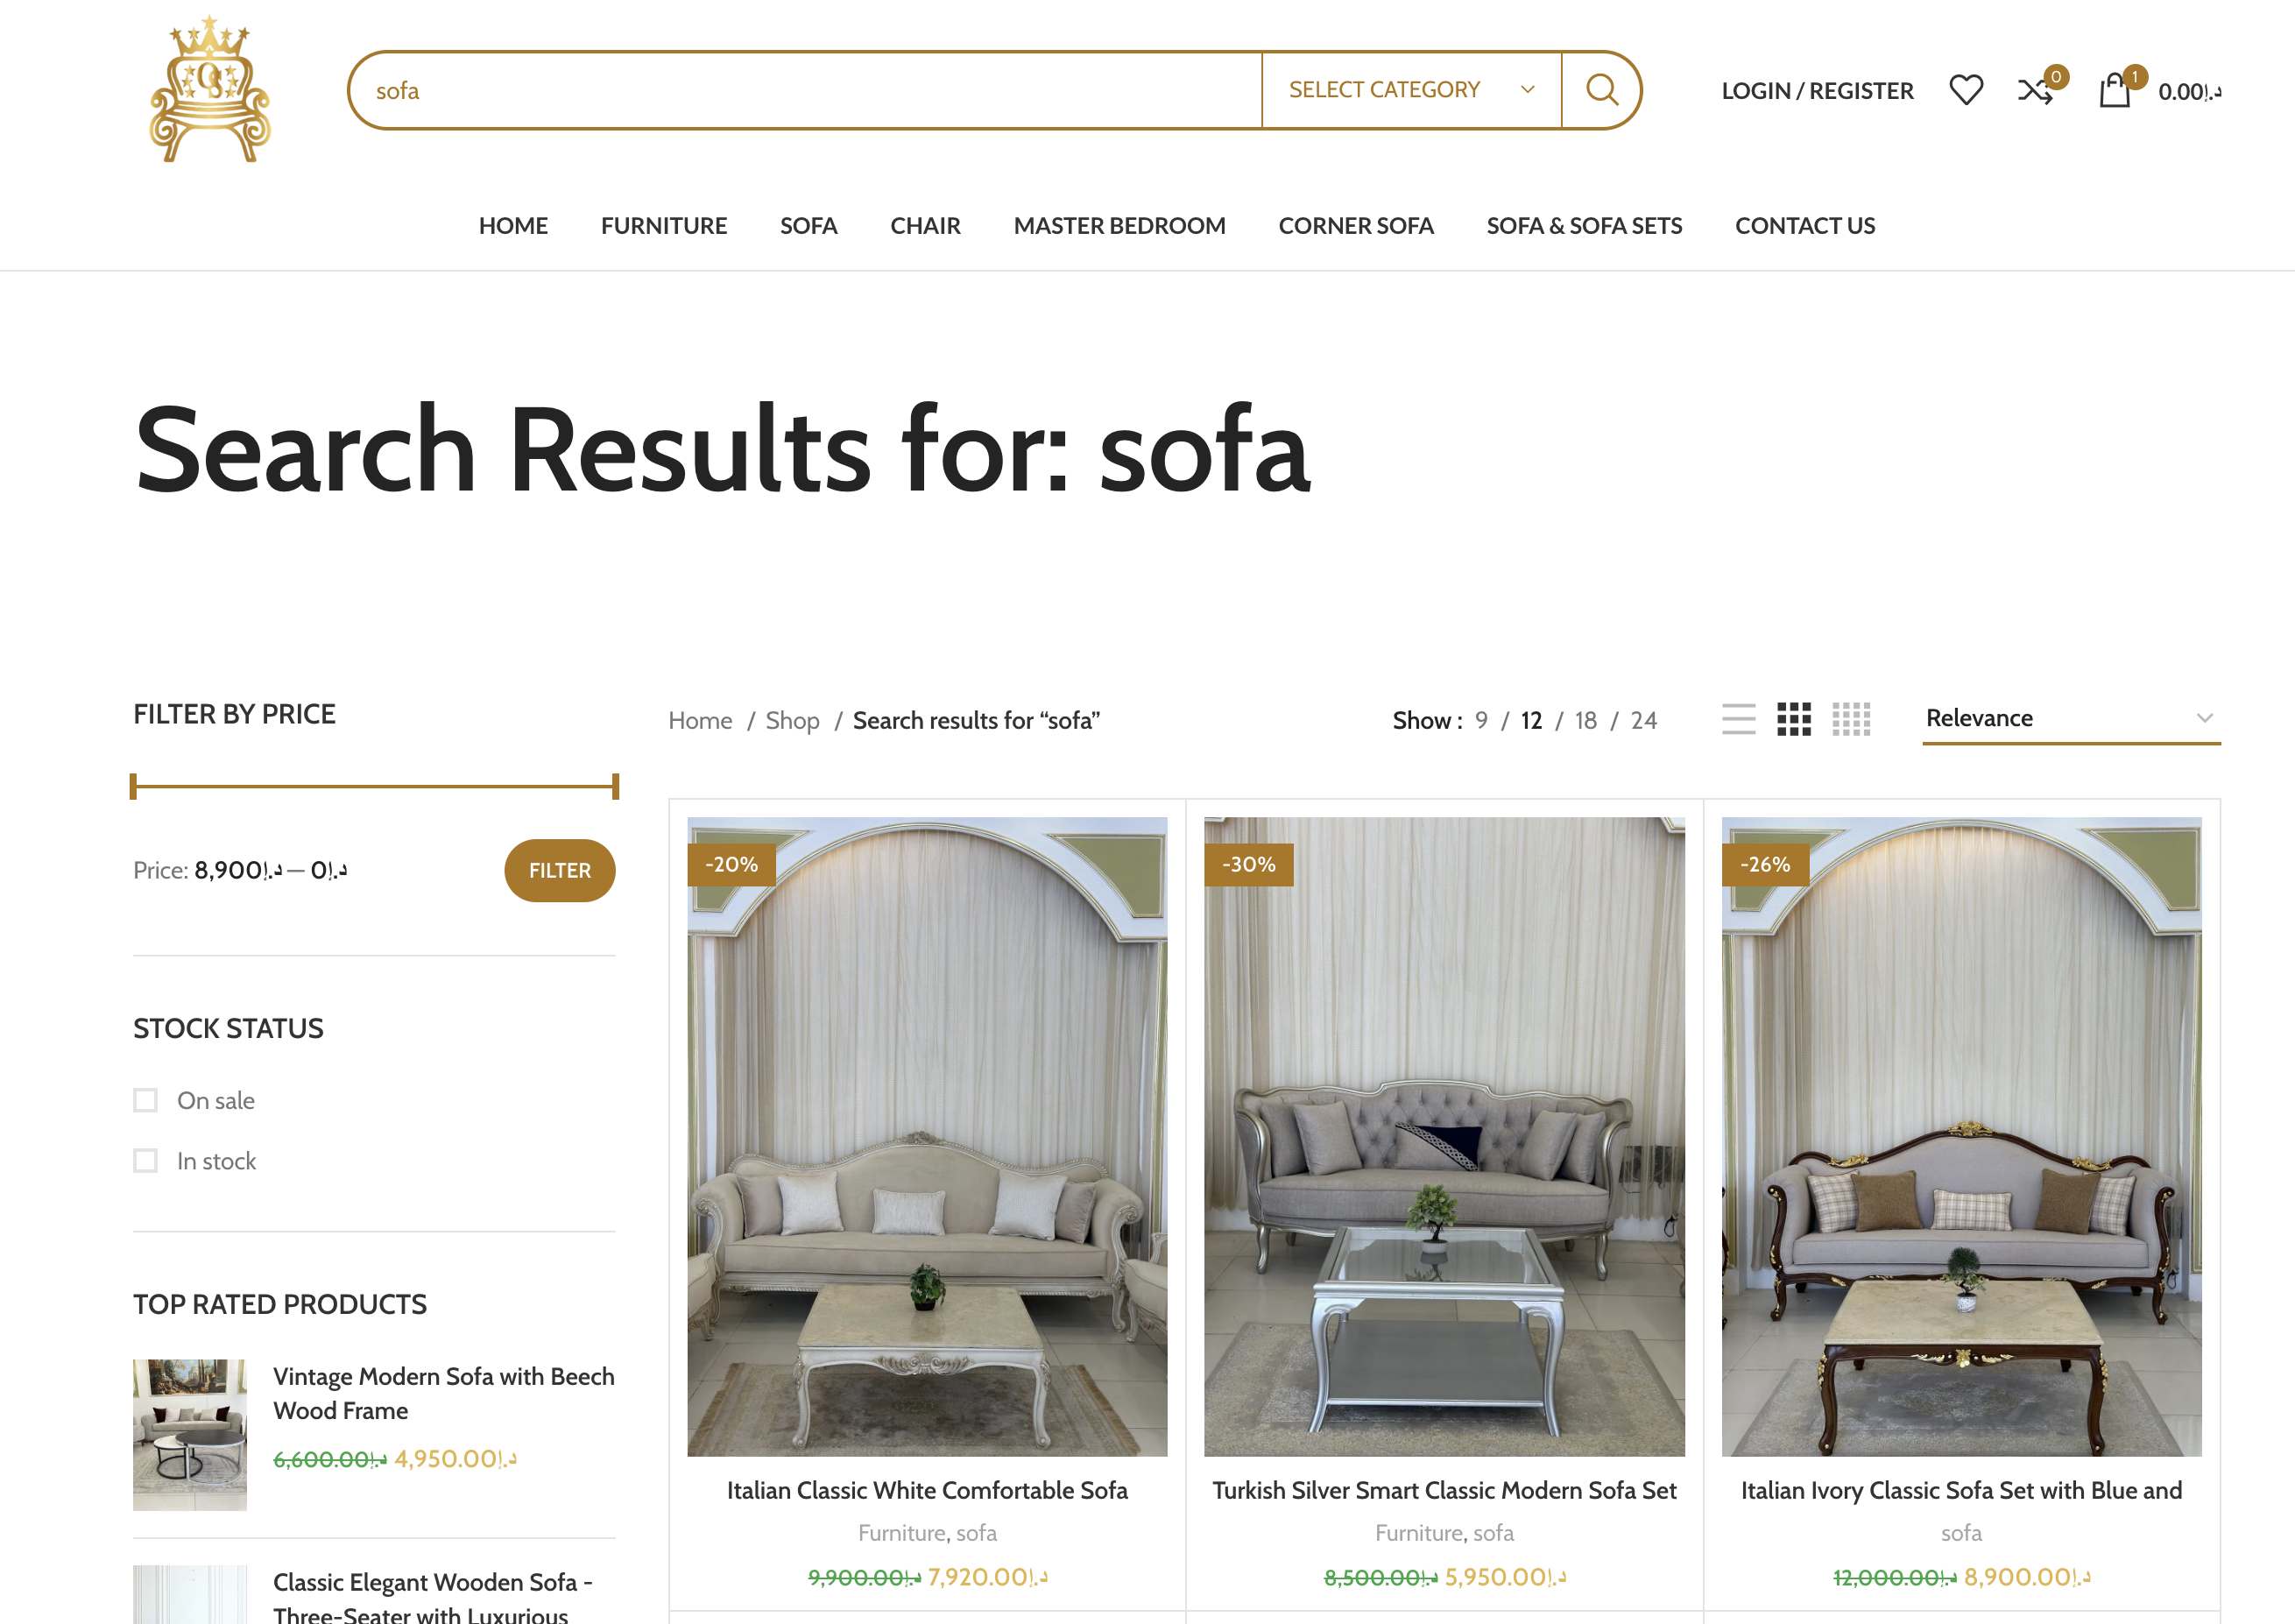 OS
sofa
SELECT CATEGORY
LOGIN / REGISTER
0
1
0.00د.إ
HOME
FURNITURE
SOFA
CHAIR
MASTER BEDROOM
CORNER SOFA
SOFA & SOFA SETS
CONTACT US
Search Results for: sofa
FILTER BY PRICE
Price: 8,900د.إ — 0د.إ
FILTER
STOCK STATUS
On sale
In stock
TOP RATED PRODUCTS
Vintage Modern Sofa with Beech
Wood Frame
6,600.00د.إ 4,950.00د.إ
Classic Elegant Wooden Sofa -
Three-Seater with Luxurious
Home / Shop / Search results for “sofa”
Show : 9 / 12 / 18 / 24
Relevance
-20%
Italian Classic White Comfortable Sofa
Furniture, sofa
9,900.00د.إ 7,920.00د.إ
-30%
Turkish Silver Smart Classic Modern Sofa Set
Furniture, sofa
8,500.00د.إ 5,950.00د.إ
-26%
Italian Ivory Classic Sofa Set with Blue and
sofa
12,000.00د.إ 8,900.00د.إ